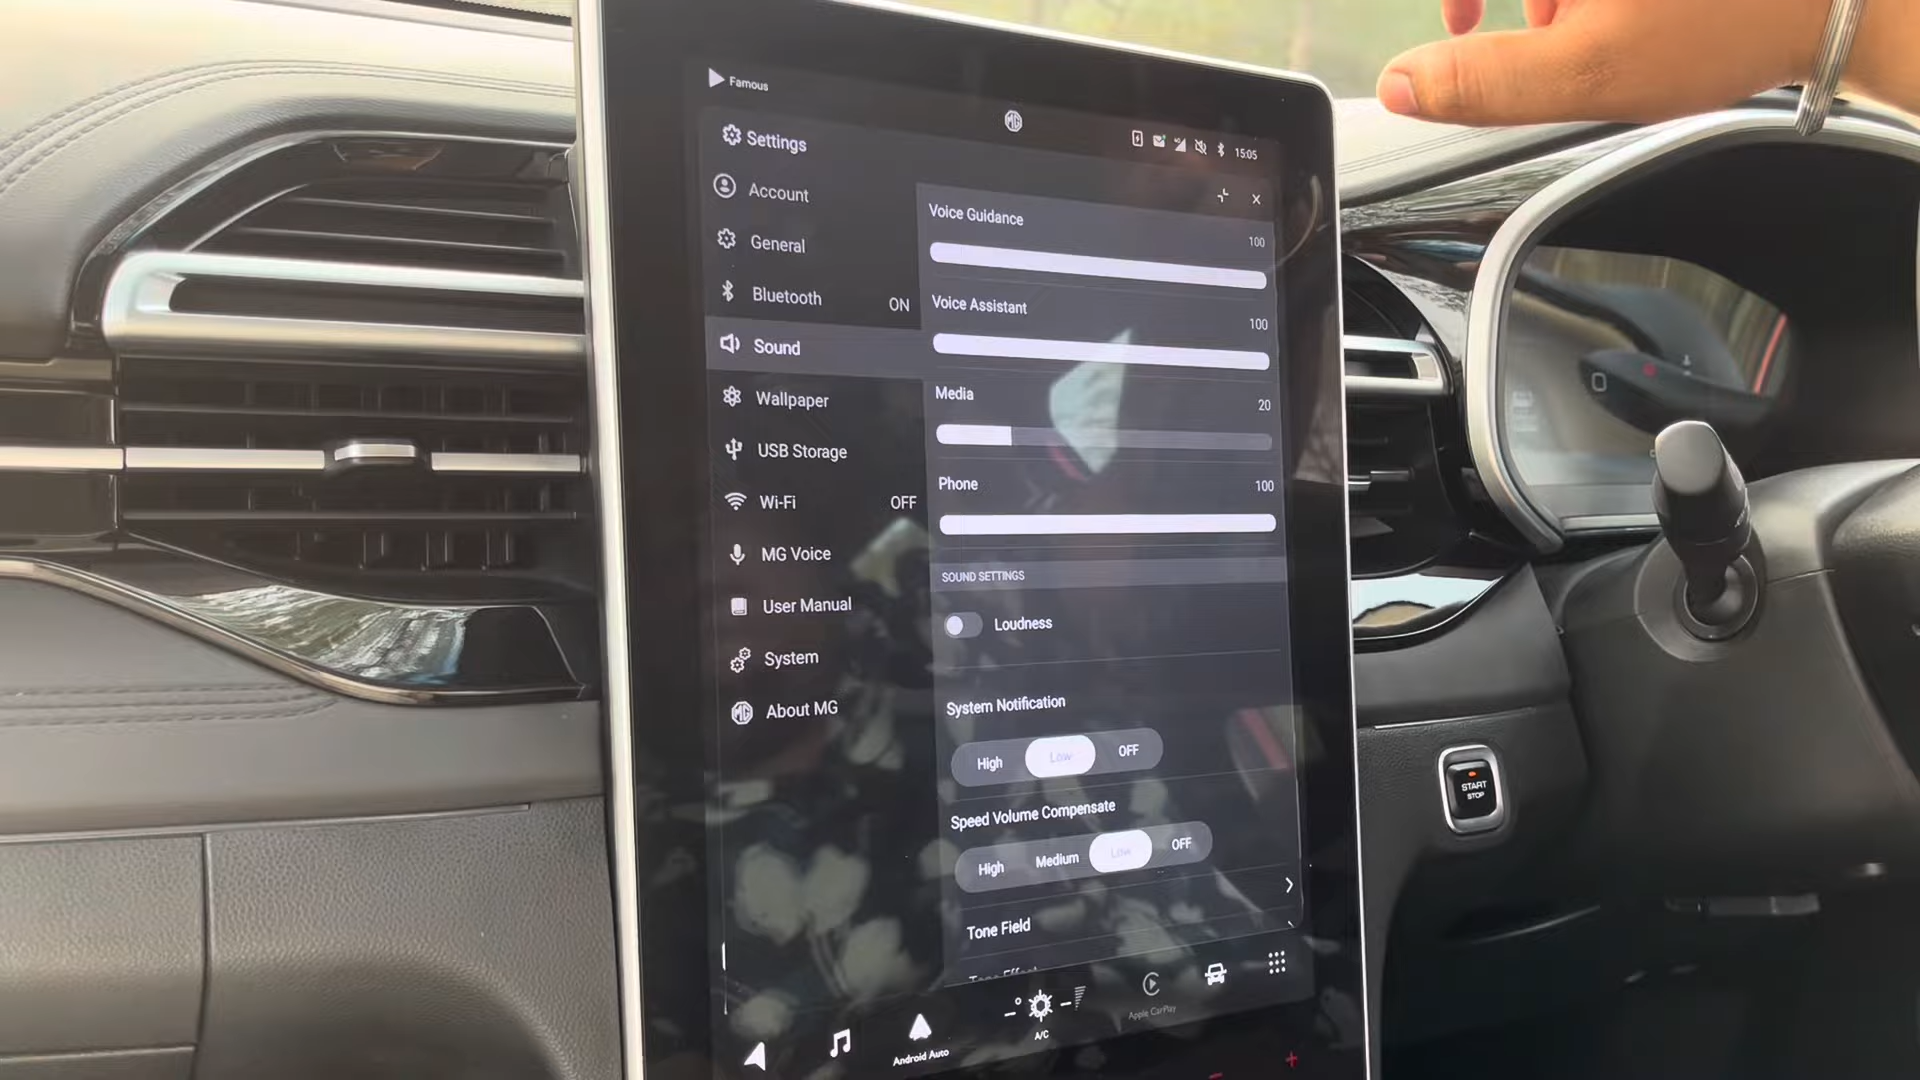 Famous
MG
15:05
Settings
Account
General
Bluetooth ON
Sound
Wallpaper
USB Storage
Wi-Fi OFF
MG Voice
User Manual
System
MG About MG
Voice Guidance
100
Voice Assistant
100
Media
20
Phone 100
SOUND SETTINGS
Loudness
System Notification
High Low OFF
Speed Volume Compensate
High Medium Low OFF
Tone Field
Android Auto
A/C
Apple CarPlay
START
STOP